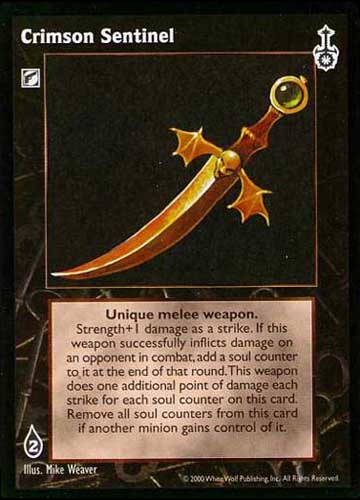 Crimson Sentinel
Unique melee weapon.
Strength+1 damage as a strike. If this
weapon successfully inflicts damage on
an opponent in combat, add a soul counter
to it at the end of that round. This weapon
does one additional point of damage each
strike for each soul counter on this card.
Remove all soul counters from this card
if another minion gains control of it.
2
Illus. Mike Weaver
© 2000 White Wolf Publishing, Inc. All Rights Reserved.